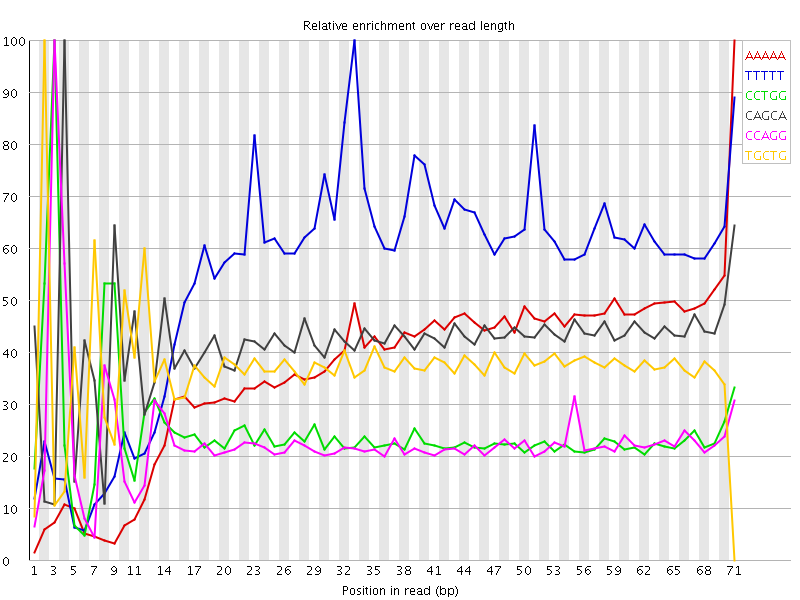 Relative enrichment over read length
100
90
80
70
60
50
40
30
20
10
0
AAAAA
TTTTT
CCTGG
CAGCA
CCAGG
TGCTG
1 3 5 7 9 11 14 17 20 23 26 29 32 35 38 41 44 47 50 53 56 59 62 65 68 71
Position in read (bp)